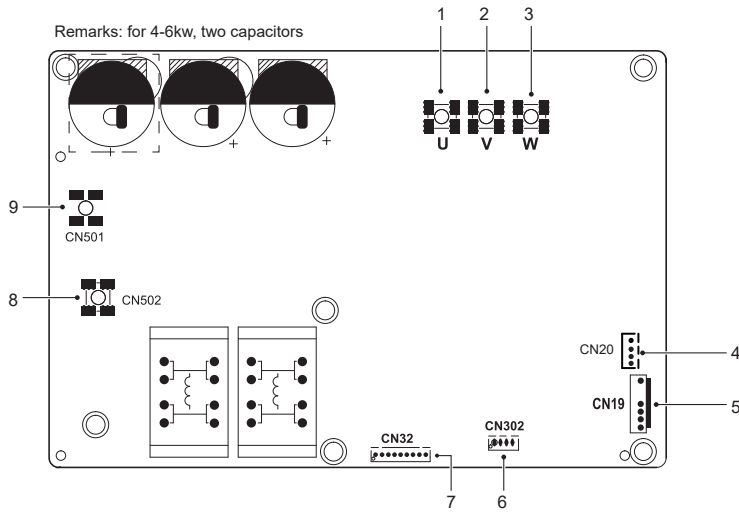 1 2 3
Remarks: for 4-6kw, two capacitors
+ + +
U V W
9
CN501
8 CN502
CN20 4
CN19 5
CN32 CN302
7 6